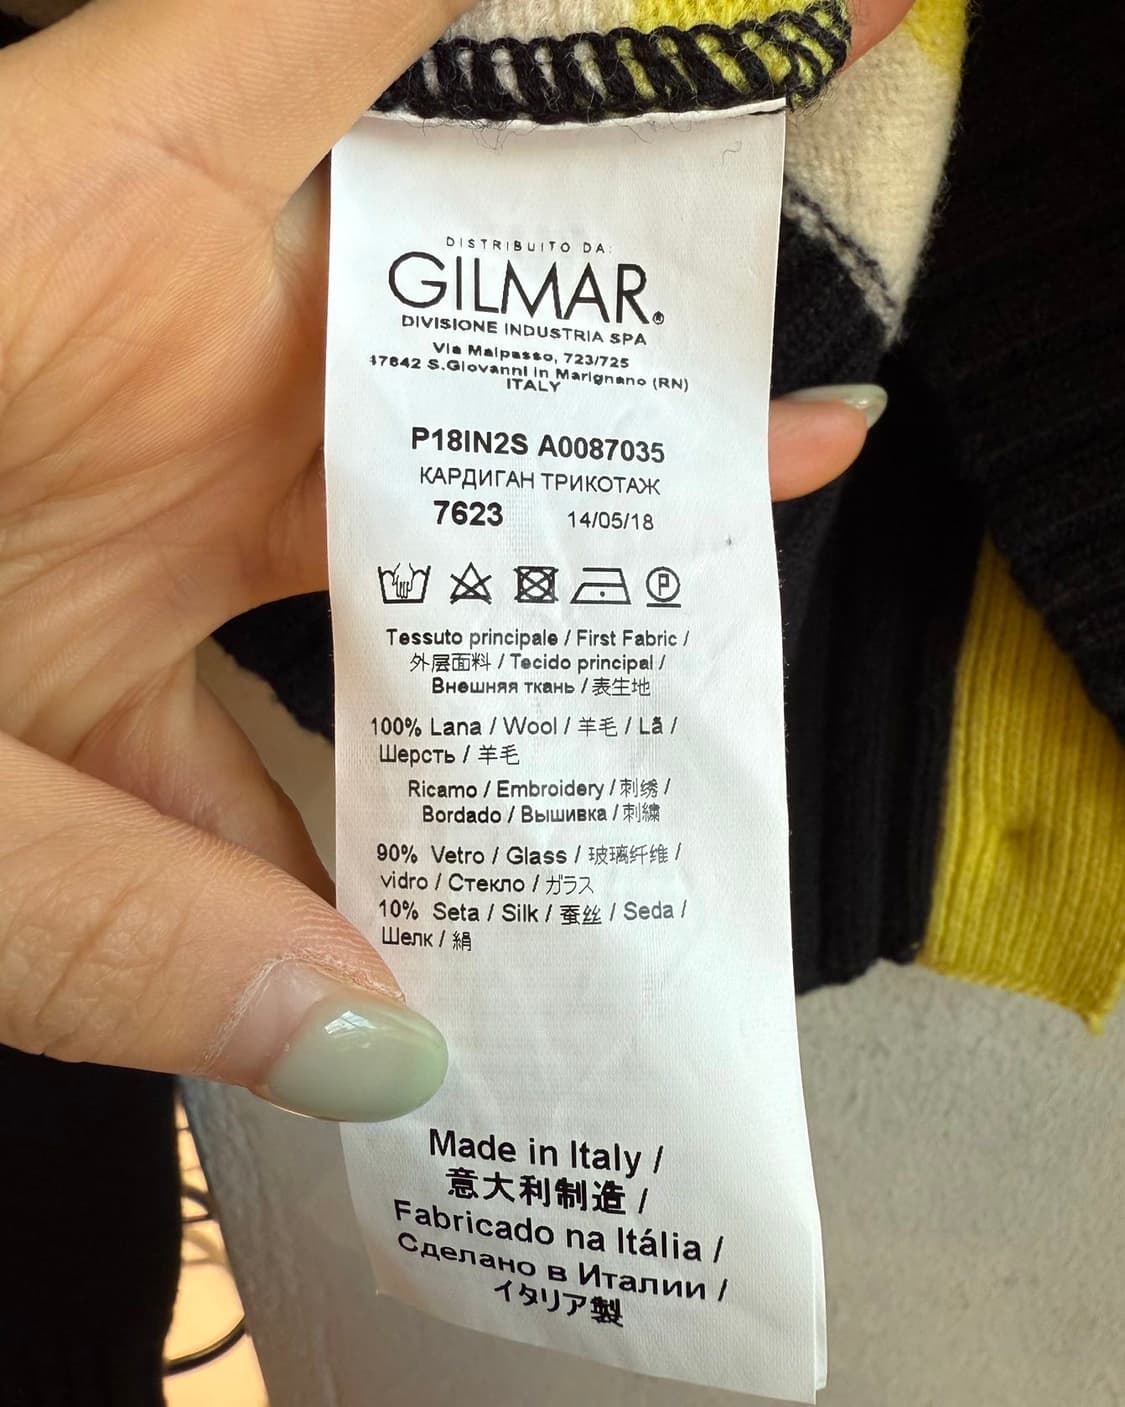 DISTRIBUITO DA:
GILMAR®
DIVISIONE INDUSTRIA SPA
Via Malpasso, 723/725
47842 S.Giovanni in Marignano (RN)
ITALY
P18IN2S A0087035
КАРДИГАН ТРИКОТАЖ
7623 14/05/18
P
Tessuto principale / First Fabric /
外层面料 / Tecido principal /
Внешняя ткань / 表生地
100% Lana / Wool / 羊毛 / Lã /
Шерсть / 羊毛
Ricamo / Embroidery / 刺绣 /
Bordado / Вышивка / 刺繍
90% Vetro / Glass / 玻璃纤维 /
vidro / Стекло / ガラス
10% Seta / Silk / 蚕丝 / Seda /
Шелк / 絹
Made in Italy /
意大利制造 /
Fabricado na Itália /
Сделано в Италии /
イタリア製